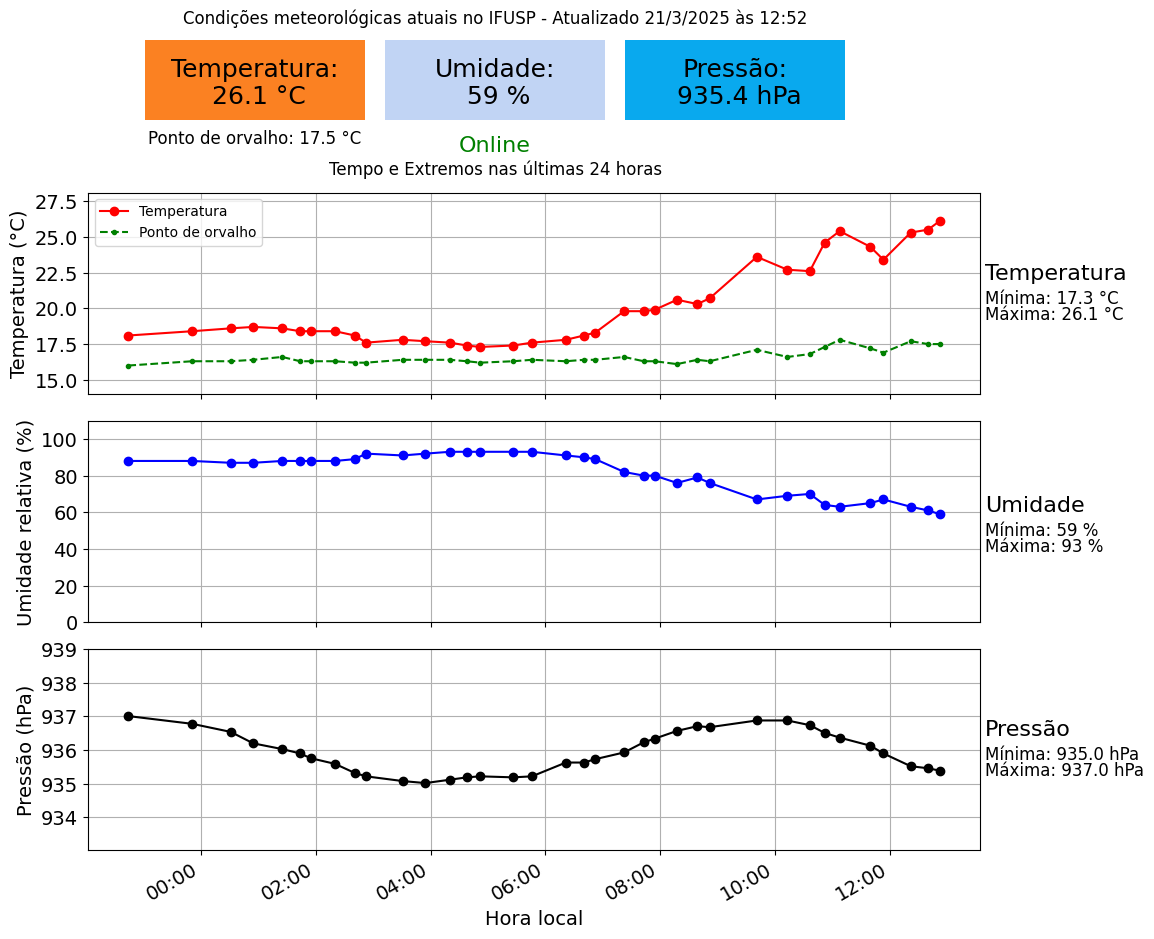 Condições meteorológicas atuais no IFUSP - Atualizado 21/3/2025 às 12:52
Temperatura:
26.1 °C
Umidade:
59 %
Pressão:
935.4 hPa
Ponto de orvalho: 17.5 °C
Online
Tempo e Extremos nas últimas 24 horas
Temperatura (°C)
27.5
25.0
22.5
20.0
17.5
15.0
Temperatura
Ponto de orvalho
Temperatura
Mínima: 17.3 °C
Máxima: 26.1 °C
Umidade relativa (%)
100
80
60
40
20
0
Umidade
Mínima: 59 %
Máxima: 93 %
Pressão (hPa)
939
938
937
936
935
934
Pressão
Mínima: 935.0 hPa
Máxima: 937.0 hPa
00:00 02:00 04:00 06:00 08:00 10:00 12:00
Hora local